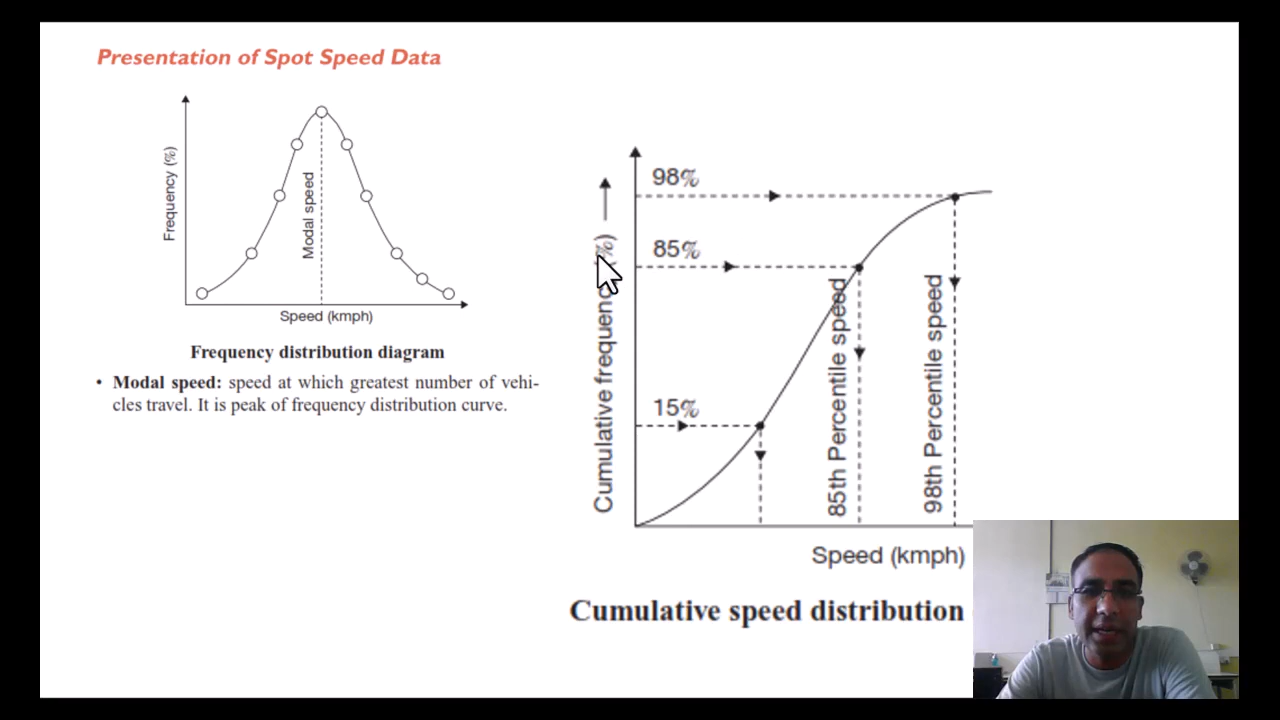 Presentation of Spot Speed Data
Frequency (%)
Modal speed
Speed (kmph)
Frequency distribution diagram
• Modal speed: speed at which greatest number of vehi-
cles travel. It is peak of frequency distribution curve.
98%
85%
15%
Cumulative frequency (%)
85th Percentile speed
98th Percentile speed
Speed (kmph)
Cumulative speed distribution